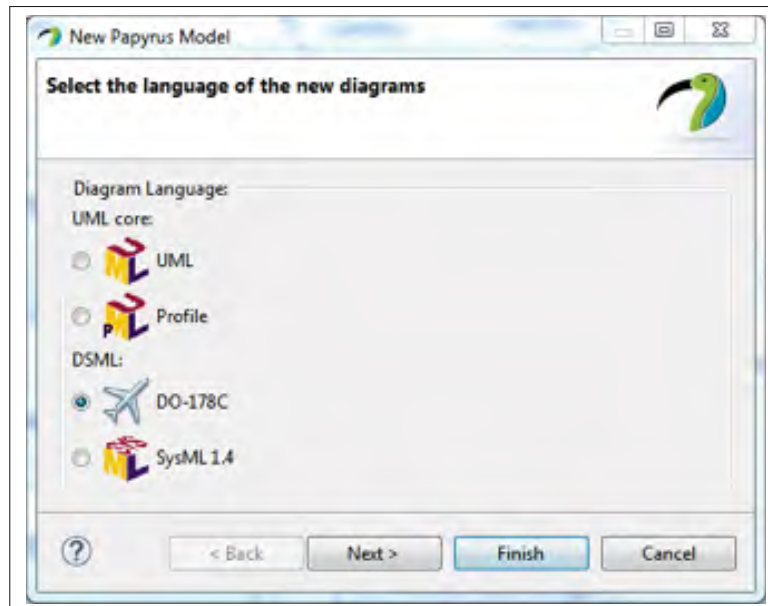 New Papyrus Model
Select the language of the new diagrams
Diagram Language:
UML core:
UML
Profile
DSML:
DO-178C
SysML 1.4
?
< Back
Next >
Finish
Cancel